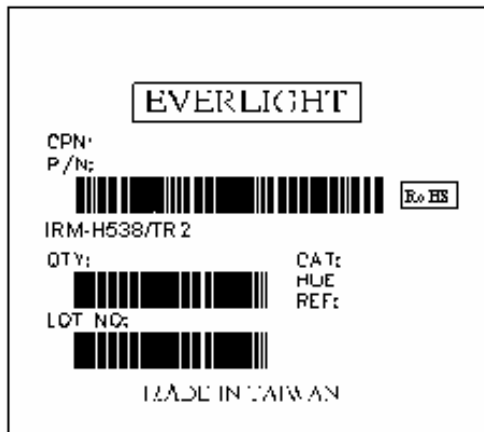 EVERLIGHT
CPN:
P/N:
RoHS
IRM-H538/TR2
QTY:
CAT:
HUE
REF:
LOT NO:
MADE IN TAIWAN